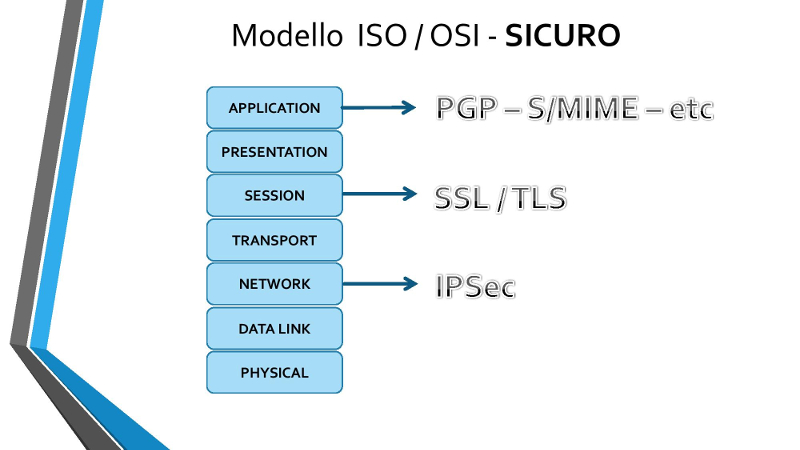 Modello ISO / OSI - SICURO
APPLICATION
PGP – S/MIME – etc
PRESENTATION
SESSION
SSL / TLS
TRANSPORT
NETWORK
IPSec
DATA LINK
PHYSICAL